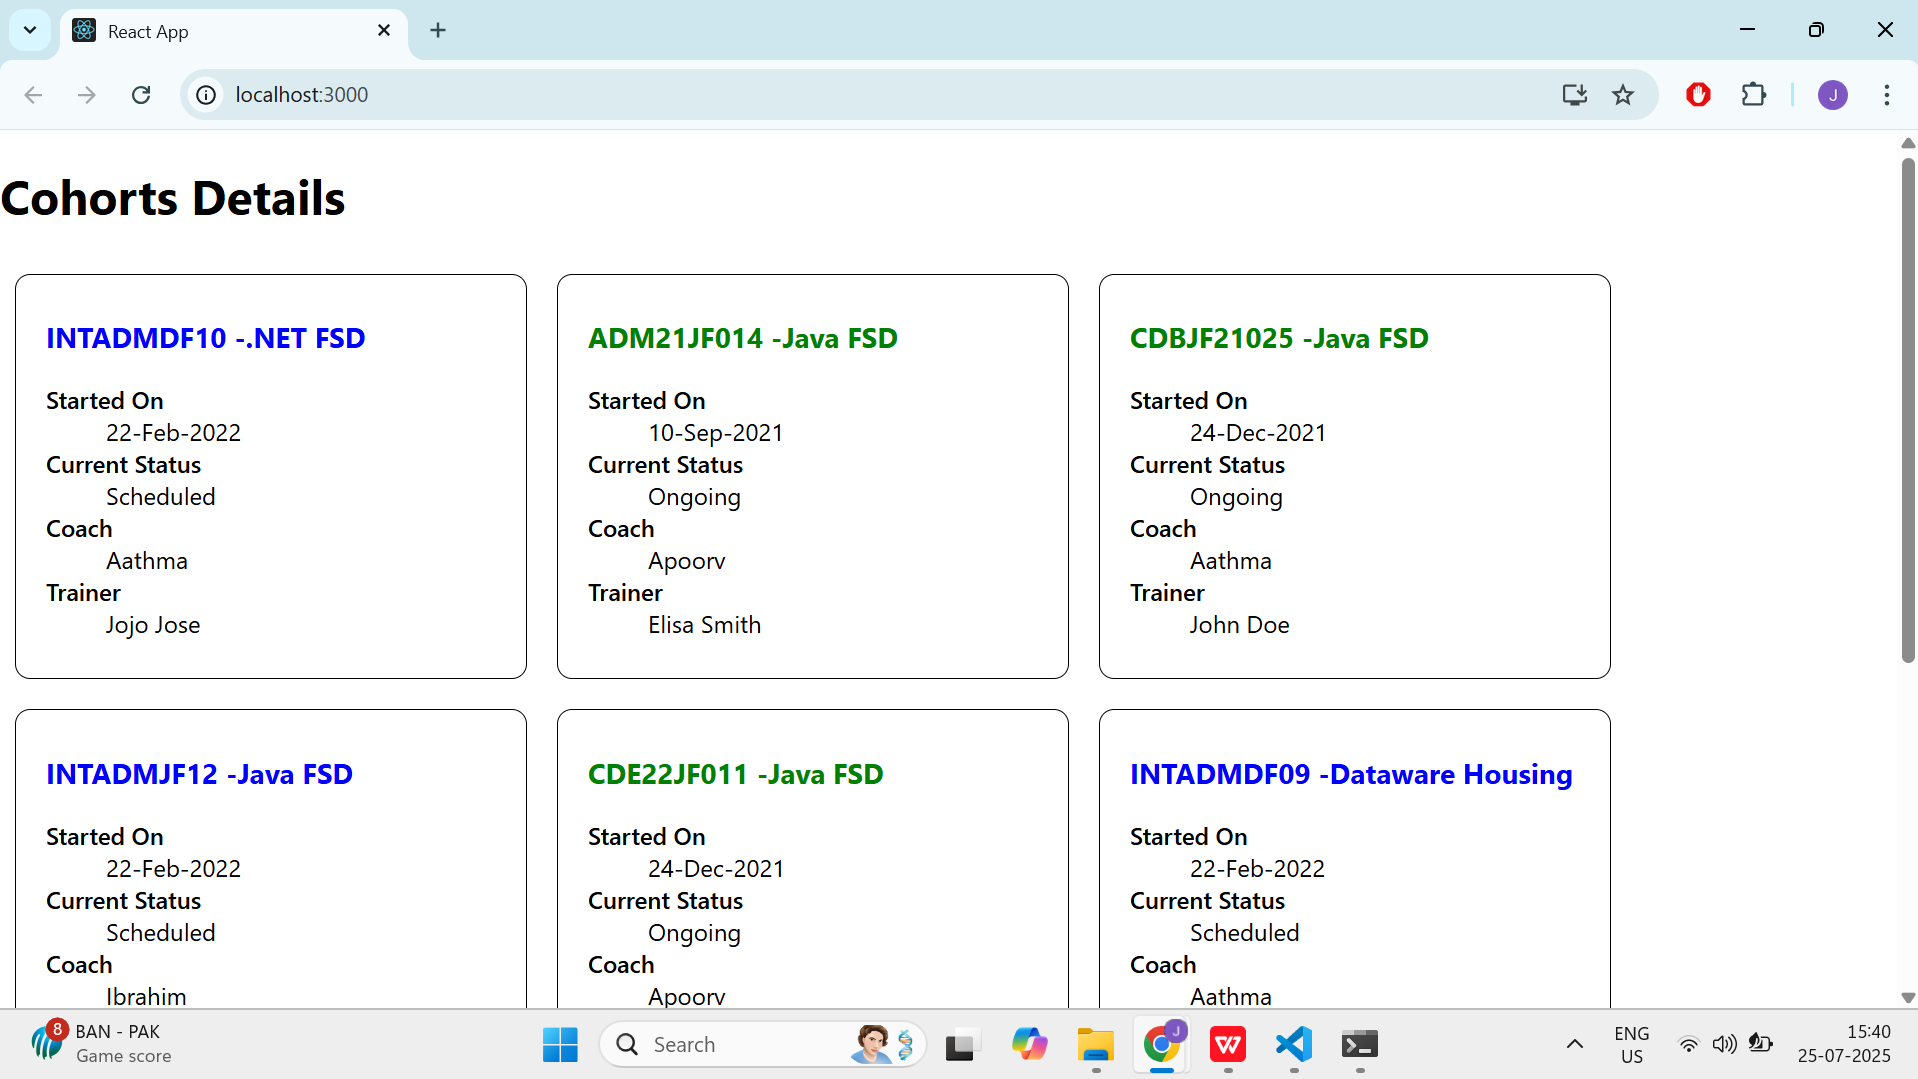 React App
localhost:3000
J
Cohorts Details
INTADMDF10 -.NET FSD
Started On
22-Feb-2022
Current Status
Scheduled
Coach
Aathma
Trainer
Jojo Jose
ADM21JF014 -Java FSD
Started On
10-Sep-2021
Current Status
Ongoing
Coach
Apoorv
Trainer
Elisa Smith
CDBJF21025 -Java FSD
Started On
24-Dec-2021
Current Status
Ongoing
Coach
Aathma
Trainer
John Doe
INTADMJF12 -Java FSD
Started On
22-Feb-2022
Current Status
Scheduled
Coach
Ibrahim
CDE22JF011 -Java FSD
Started On
24-Dec-2021
Current Status
Ongoing
Coach
Apoorv
INTADMDF09 -Dataware Housing
Started On
22-Feb-2022
Current Status
Scheduled
Coach
Aathma
8
BAN - PAK
Game score
Search
J
W
ENG
US
15:40
25-07-2025